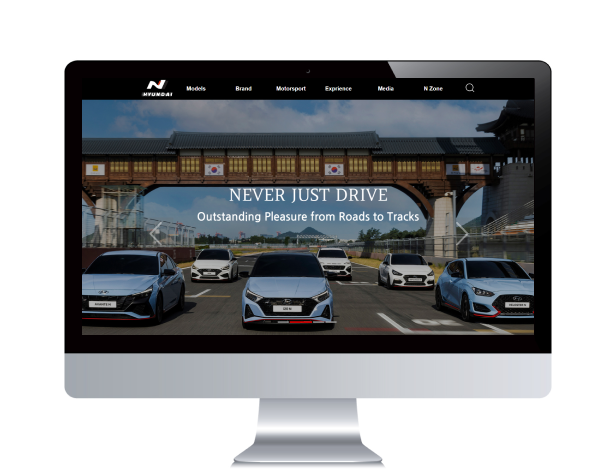 N
HYUNDAI
Models
Brand
Motorsport
Exprience
Media
N Zone
NEVER JUST DRIVE
Outstanding Pleasure from Roads to Tracks